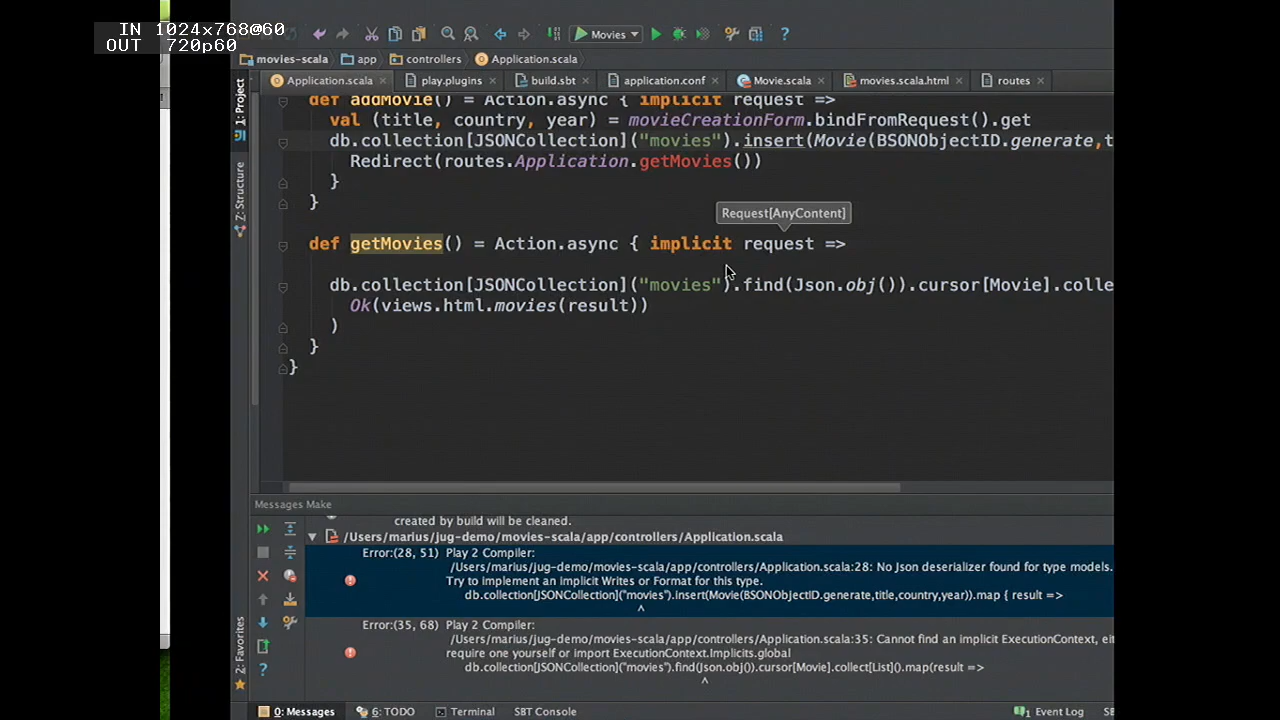 IN 1024x768@60
OUT 720p60
Movies
movies-scala app controllers Application.scala
Application.scala play.plugins build.sbt application.conf Movie.scala movies.scala.html routes
1: Project
Z: Structure
2: Favorites
def addMovie() = Action.async { implicit request =>
val (title, country, year) = movieCreationForm.bindFromRequest().get
db.collection[JSONCollection]("movies").insert(Movie(BSONObjectID.generate,t
Redirect(routes.Application.getMovies())
}
}
Request[AnyContent]
def getMovies() = Action.async { implicit request =>
db.collection[JSONCollection]("movies").find(Json.obj()).cursor[Movie].colle
Ok(views.html.movies(result))
)
}
}
Messages Make
created by build will be cleaned.
/Users/marius/jug-demo/movies-scala/app/controllers/Application.scala
Error:(28, 51) Play 2 Compiler:
/Users/marius/jug-demo/movies-scala/app/controllers/Application.scala:28: No Json deserializer found for type models.
Try to implement an implicit Writes or Format for this type.
db.collection[JSONCollection]("movies").insert(Movie(BSONObjectID.generate,title,country,year)).map { result =>
^
Error:(35, 68) Play 2 Compiler:
/Users/marius/jug-demo/movies-scala/app/controllers/Application.scala:35: Cannot find an implicit ExecutionContext, eit
require one yourself or import ExecutionContext.Implicits.global
db.collection[JSONCollection]("movies").find(Json.obj()).cursor[Movie].collect[List]().map(result =>
^
0: Messages 6: TODO Terminal SBT Console 1 Event Log SB